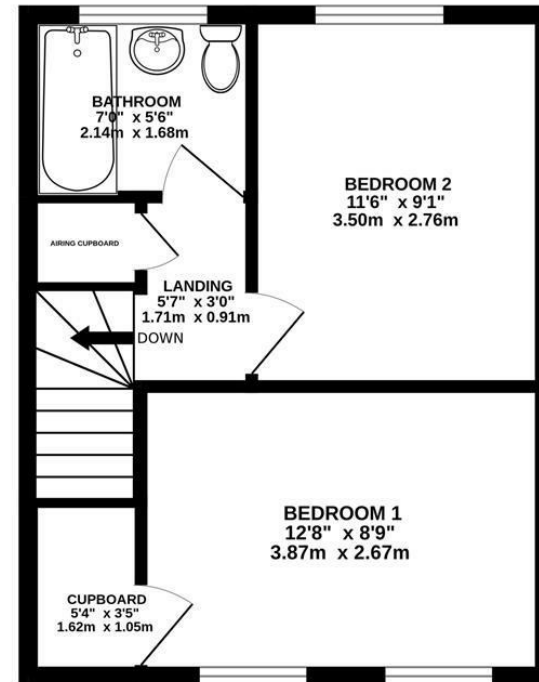 BATHROOM
7'0" x 5'6"
2.14m x 1.68m
BEDROOM 2
11'6" x 9'1"
3.50m x 2.76m
AIRING CUPBOARD
LANDING
5'7" x 3'0"
1.71m x 0.91m
DOWN
BEDROOM 1
12'8" x 8'9"
3.87m x 2.67m
CUPBOARD
5'4" x 3'5"
1.62m x 1.05m